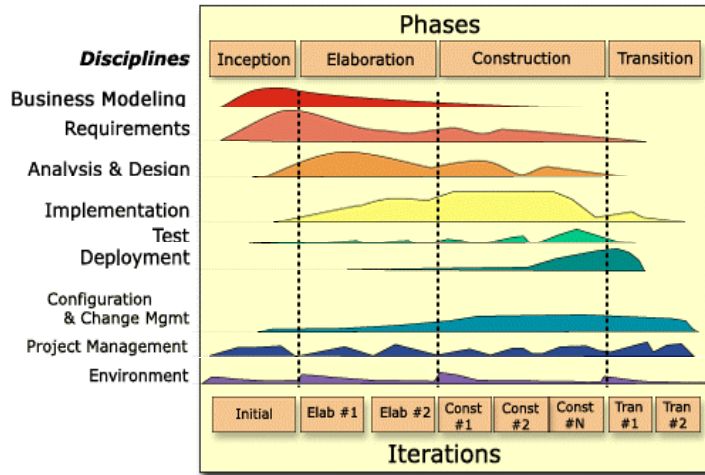 Phases
Disciplines
Inception
Elaboration
Construction
Transition
Business Modeling
Requirements
Analysis & Design
Implementation
Test
Deployment
Configuration
& Change Mgmt
Project Management
Environment
Initial
Elab #1
Elab #2
Const
#1
Const
#2
Const
#N
Tran
#1
Tran
#2
Iterations